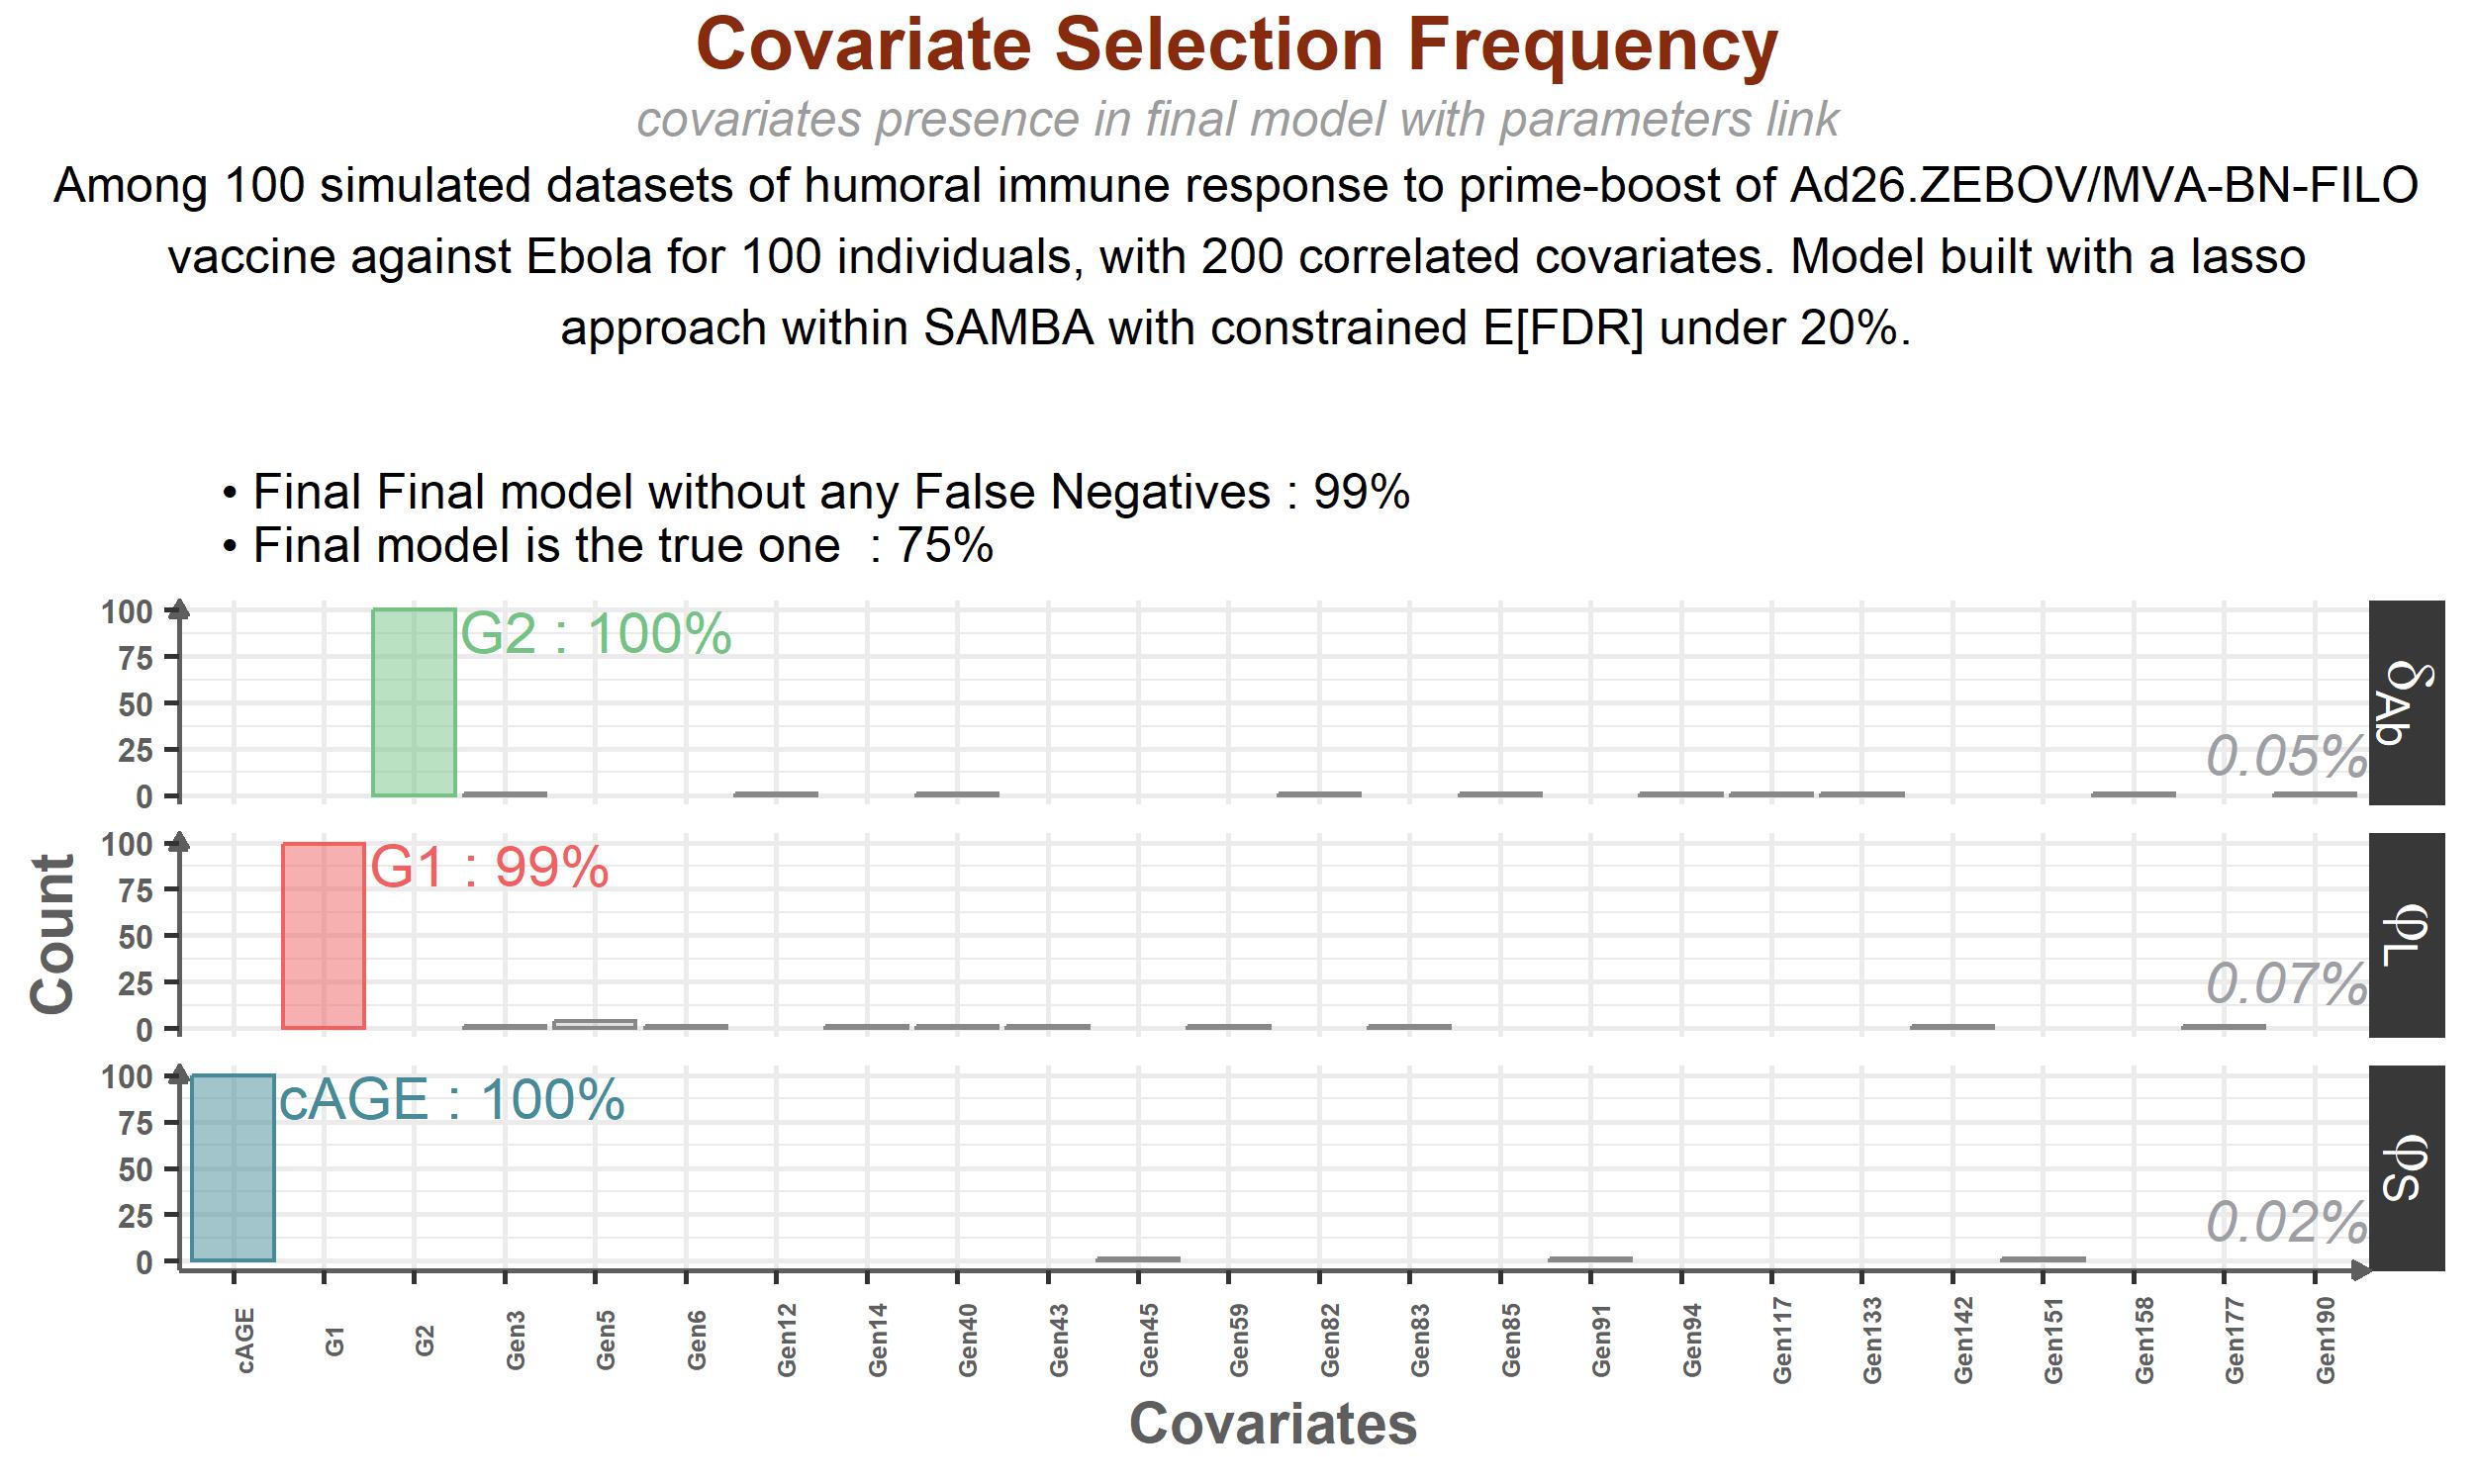 Covariate Selection Frequency
covariates presence in final model with parameters link
Among 100 simulated datasets of humoral immune response to prime-boost of Ad26.ZEBOV/MVA-BN-FILO
vaccine against Ebola for 100 individuals, with 200 correlated covariates. Model built with a lasso
approach within SAMBA with constrained E[FDR] under 20%.
• Final Final model without any False Negatives : 99%
• Final model is the true one  : 75%
Count
100
75
50
25
0
G2 : 100%
0.05%
δAb
100
75
50
25
0
G1 : 99%
0.07%
φL
100
75
50
25
0
cAGE : 100%
0.02%
φS
cAGE
G1
G2
Gen3
Gen5
Gen6
Gen12
Gen14
Gen40
Gen43
Gen45
Gen59
Gen82
Gen83
Gen85
Gen91
Gen94
Gen117
Gen133
Gen142
Gen151
Gen158
Gen177
Gen190
Covariates